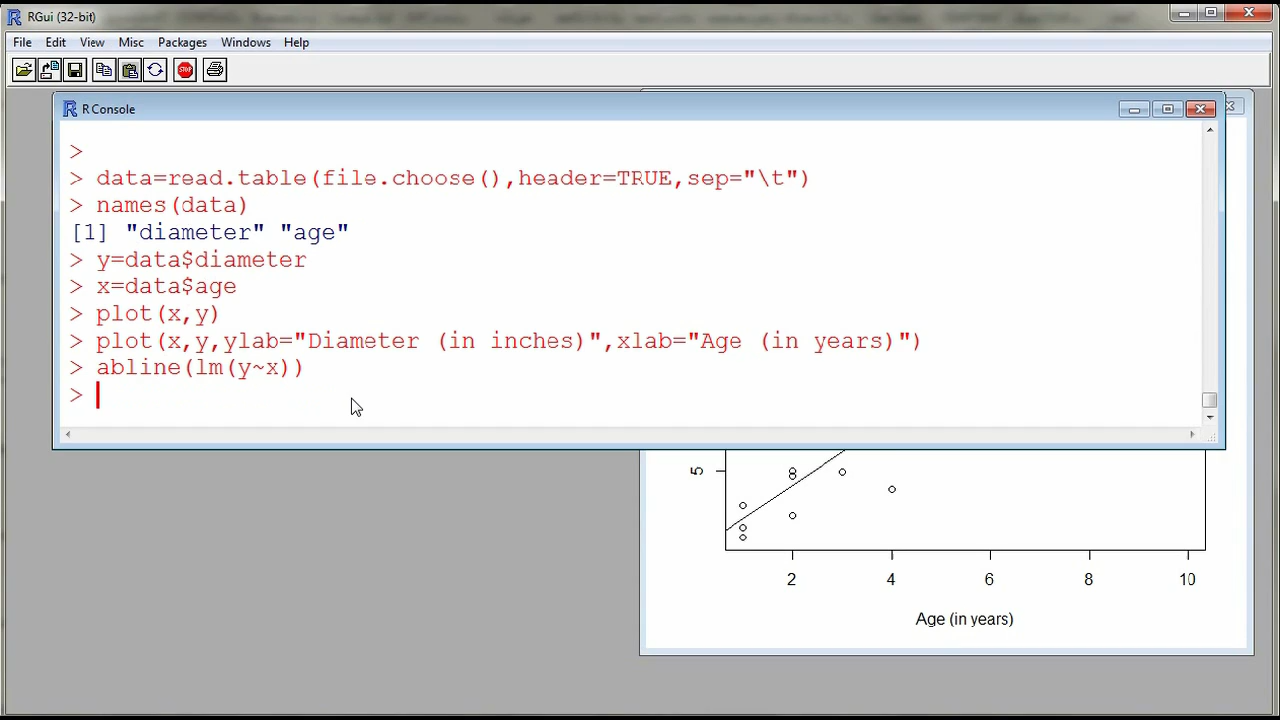 RGui (32-bit)
File Edit View Misc Packages Windows Help
STOP
R Console
>
> data=read.table(file.choose(),header=TRUE,sep="\t")
> names(data)
[1] "diameter" "age"
> y=data$diameter
> x=data$age
> plot(x,y)
> plot(x,y,ylab="Diameter (in inches)",xlab="Age (in years)")
> abline(lm(y~x))
>
5
2 4 6 8 10
Age (in years)